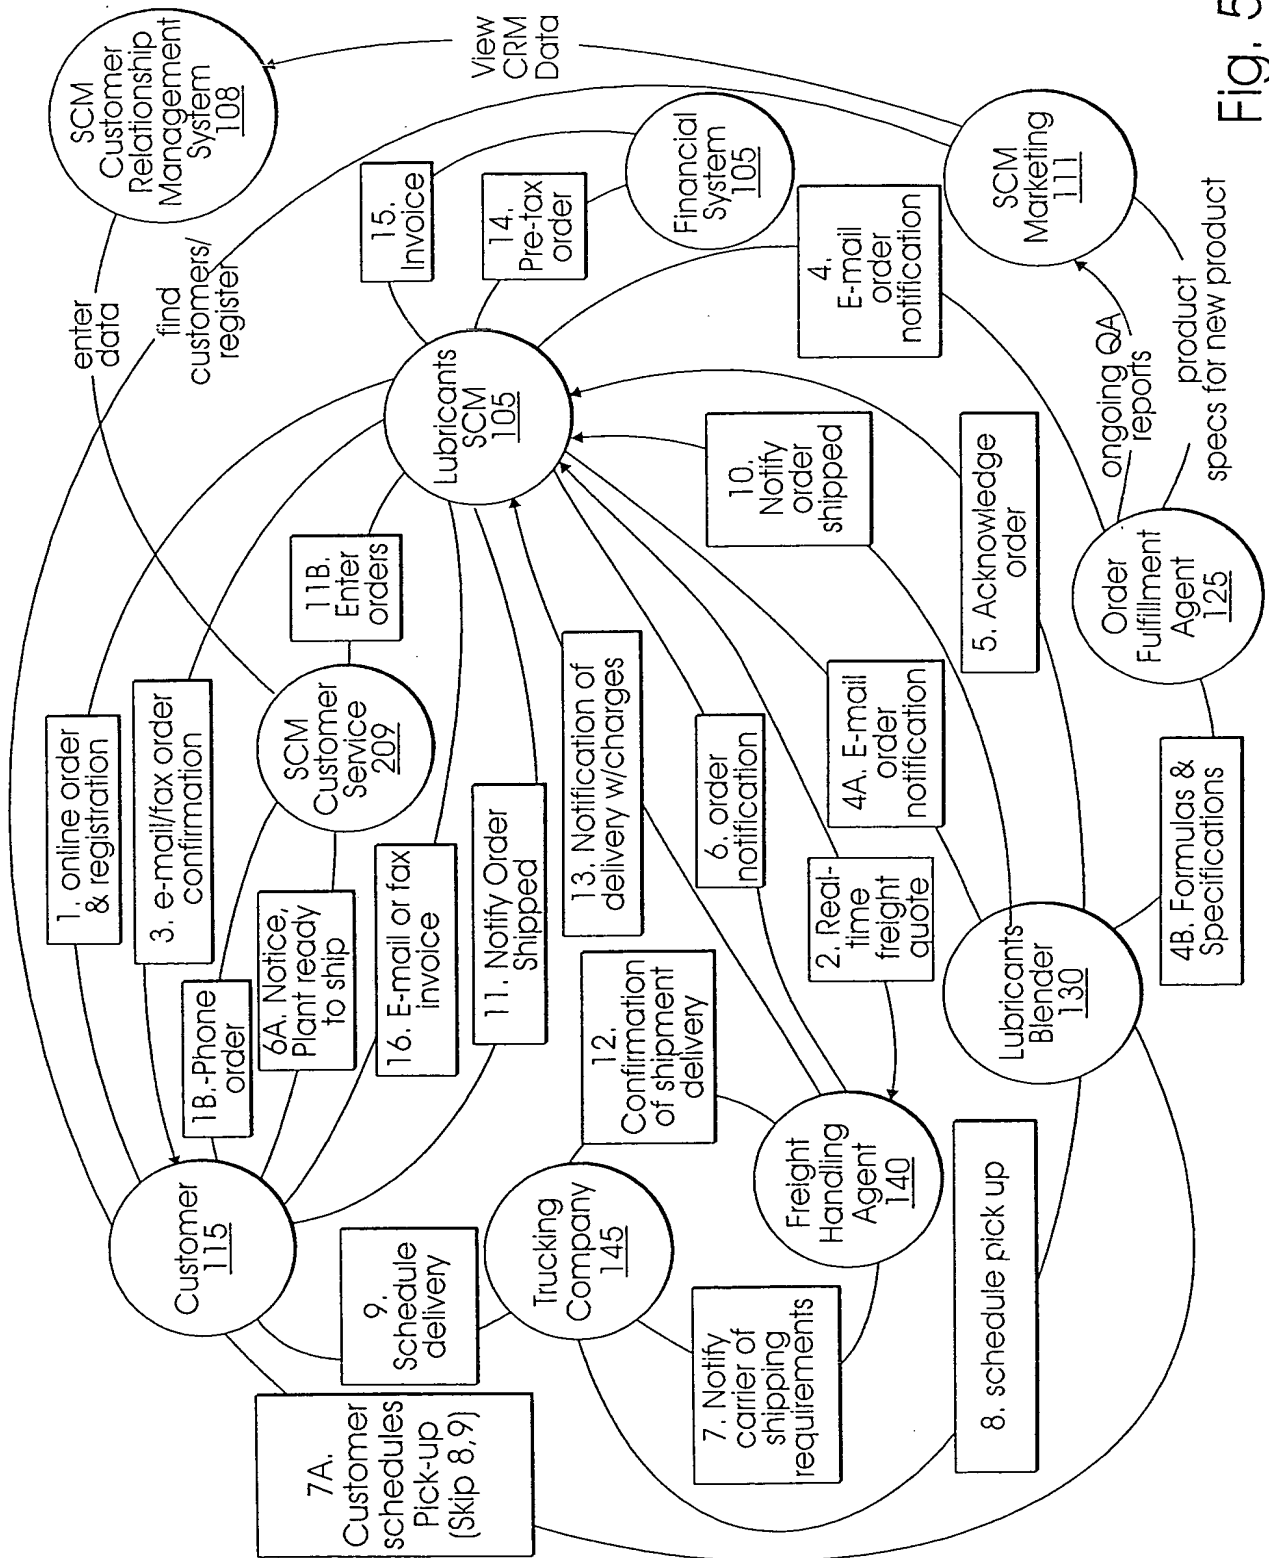 SCM
Customer
Relationship
Management
System
108
View
CRM
Data
enter
data
find
customers/
register
15.
Invoice
14.
Pre-tax
order
Financial
System
105
SCM
Marketing
111
4.
E-mail
order
notification
Lubricants
SCM
105
ongoing QA
reports
product
specs for new product
11B.
Enter
orders
10.
Notify
order
shipped
5. Acknowledge
order
Order
Fulfillment
Agent
125
1. online order
& registration
3. e-mail/fax order
confirmation
SCM
Customer
Service
209
13. Notification of
delivery w/charges
6. order
notification
4A. E-mail
order
notification
4B. Formulas &
Specifications
1B.-Phone
order
6A. Notice,
Plant ready
to ship
16. E-mail or fax
invoice
11. Notify Order
Shipped
2. Real-
time
freight
quote
12.
Confirmation
of shipment
delivery
Lubricants
Blender
130
Customer
115
Trucking
Company
145
Freight
Handling
Agent
140
9.
Schedule
delivery
7. Notify
carrier of
shipping
requirements
8. schedule pick up
7A.
Customer
schedules
Pick-up
(Skip 8,9)
Fig. 5